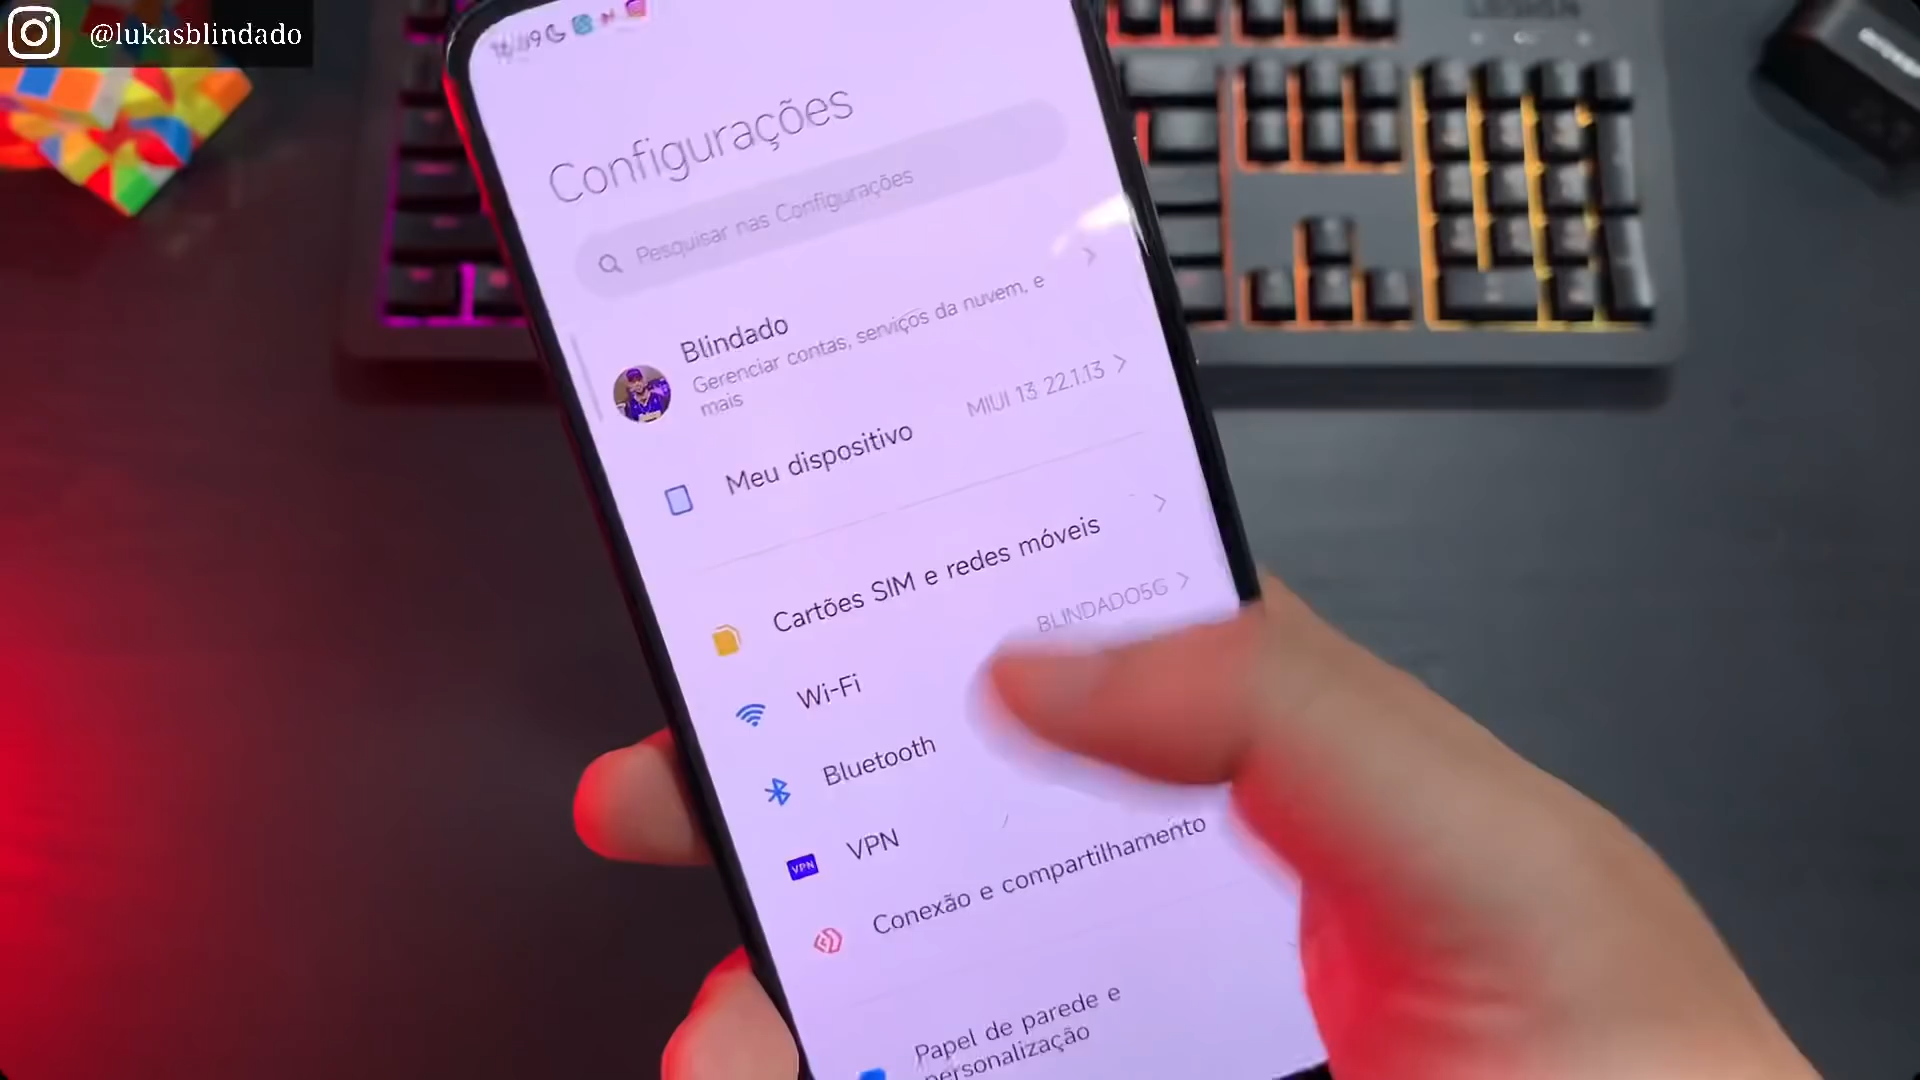 @lukasblindado
Configurações
Pesquisar nas Configurações
Blindado
Gerenciar contas, serviços da nuvem, e
mais
Meu dispositivo
MIUI 13 22.1.13
Cartões SIM e redes móveis
BLINDADO5G
Wi-Fi
Bluetooth
VPN
VPN
Conexão e compartilhamento
Papel de parede e
personalização